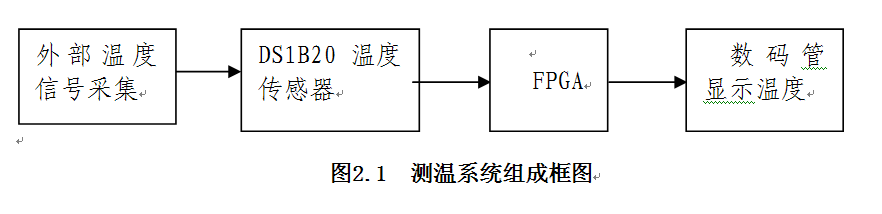 外部温度
信号采集
DS1B20 温度
传感器
FPGA
数码管
显示温度
图2.1 测温系统组成框图